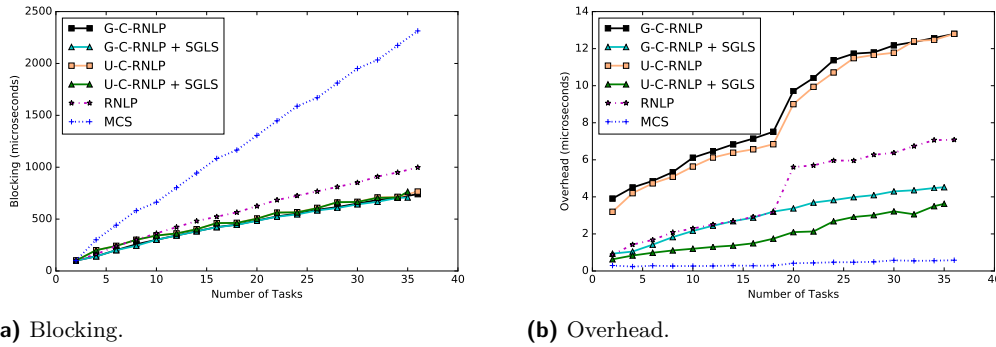 2500
2000
1500
1000
500
0
Blocking (microseconds)
G-C-RNLP
G-C-RNLP + SGLS
U-C-RNLP
U-C-RNLP + SGLS
RNLP
MCS
0 5 10 15 20 25 30 35 40
Number of Tasks
a) Blocking.
14
12
10
8
6
4
2
0
Overhead (microseconds)
G-C-RNLP
G-C-RNLP + SGLS
U-C-RNLP
U-C-RNLP + SGLS
RNLP
MCS
0 5 10 15 20 25 30 35 40
Number of Tasks
(b) Overhead.